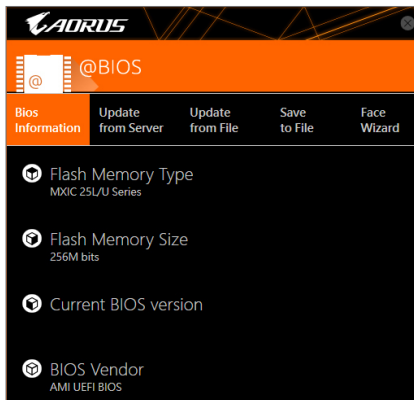 AORUS
@
@BIOS
Bios Information
Update from Server
Update from File
Save to File
Face Wizard
Flash Memory Type
MXIC 25L/U Series
Flash Memory Size
256M bits
Current BIOS version
BIOS Vendor
AMI UEFI BIOS